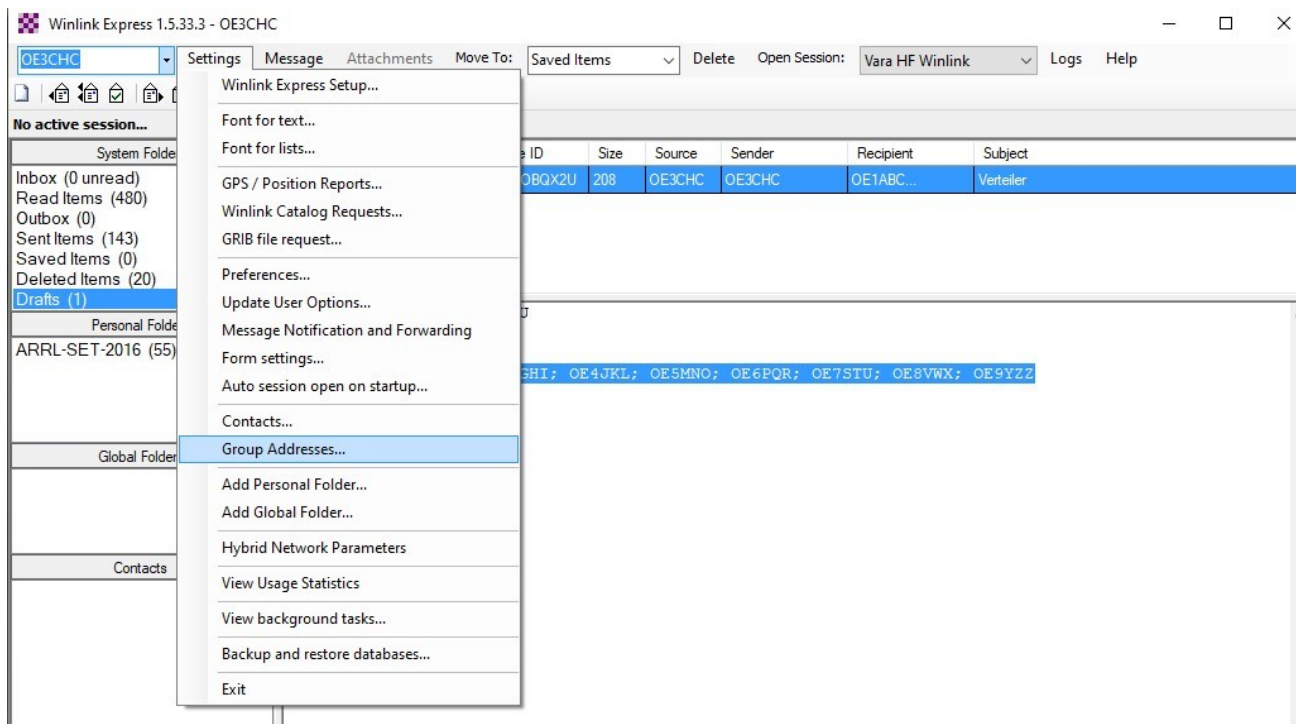 Winlink Express 1.5.33.3 - OE3CHC
OE3CHC Settings Message Attachments Move To: Saved Items Delete Open Session: Vara HF Winlink Logs Help
No active session...
System Folde
Inbox (0 unread)
Read Items (480)
Outbox (0)
Sent Items (143)
Saved Items (0)
Deleted Items (20)
Drafts (1)
Personal Folde
ARRL-SET-2016 (55)
Global Folder
Contacts
Winlink Express Setup...
Font for text...
Font for lists...
GPS / Position Reports...
Winlink Catalog Requests...
GRIB file request...
Preferences...
Update User Options...
Message Notification and Forwarding
Form settings...
Auto session open on startup...
Contacts...
Group Addresses...
Add Personal Folder...
Add Global Folder...
Hybrid Network Parameters
View Usage Statistics
View background tasks...
Backup and restore databases...
Exit
ID Size Source Sender Recipient Subject
OBQX2U 208 OE3CHC OE3CHC OE1ABC... Verteiler
GHI; OE4JKL; OE5MNO; OE6PQR; OE7STU; OE8VWX; OE9YZZ